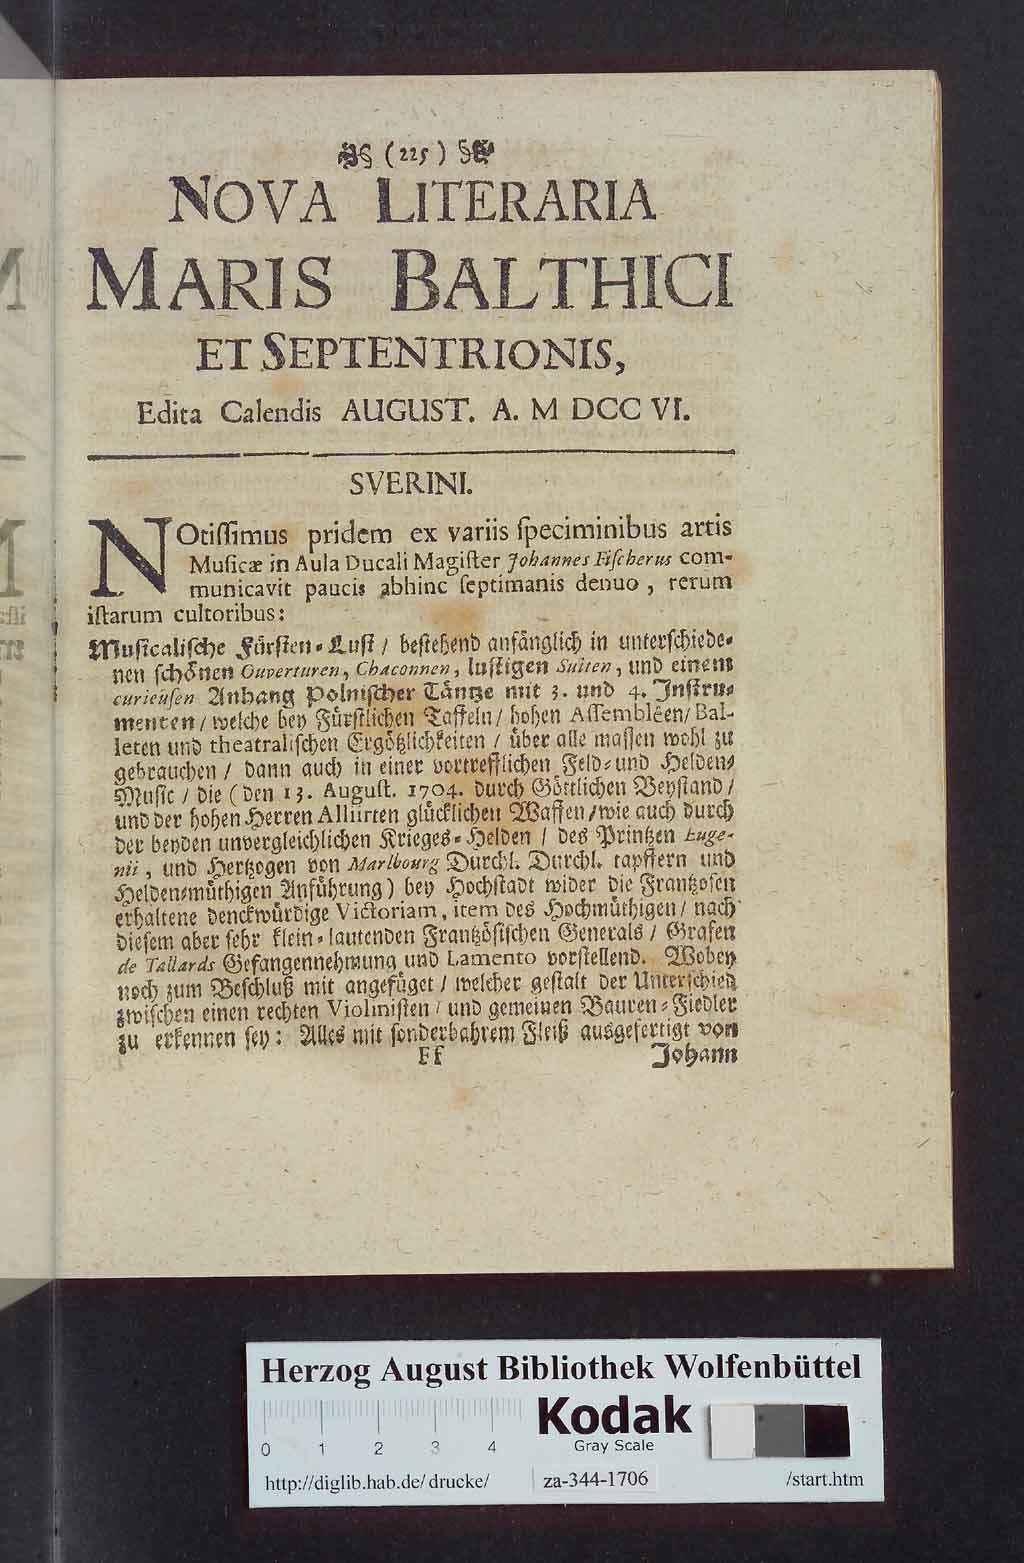 (225)
NOVA LITERARIA
MARIS BALTHICI
ET SEPTENTRIONIS,
Edita Calendis AUGUST. A. M DCC VI.
SVERINI.
NOtiſſimus pridem ex variis ſpeciminibus artis
Muſicæ in Aula Ducali Magiſter Johannes Fiſcherus com-
municavit paucis abhinc ſeptimanis denuo, rerum
iſtarum cultoribus:
Muſicaliſche Fürſten-Luſt / beſtehend anfänglich in unterſchiede-
nen ſchönen Ouverturen, Chaconnen, luſtigen Suiten, und einem
curieuſen Anhang Polniſcher Täntze mit 3. und 4. Inſtru-
menten / welche bey Fürſtlichen Taffeln / hohen Aſſembléen / Bal-
leten und theatraliſchen Ergötzlichkeiten / über alle maſſen wohl zu
gebrauchen / dann auch in einer vortrefflichen Feld- und Helden-
Muſic / die (den 13. Auguſt. 1704. durch Göttlichen Beyſtand /
und der hohen Herren Alliirten glücklichen Waffen / wie auch durch
der beyden unvergleichlichen Krieges-Helden / des Printzen Euge-
nii, und Hertzogen von Marlbourg Durchl. Durchl. tapffern und
Helden-müthigen Anführung) bey Hochſtadt wider die Frantzoſen
erhaltene denckwürdige Victoriam, item des Hochmüthigen / nach
dieſem aber ſehr klein-lautenden Frantzöſiſchen Generals / Grafen
de Tallards Gefangennehmung und Lamento vorſtellend. Wobey
noch zum Beſchluß mit angefüget / welcher geſtalt der Unterſchied
zwiſchen einen rechten Violiniſten / und gemeinen Bauren-Fiedler
zu erkennen ſey: Alles mit ſonderbahrem Fleiß ausgefertigt von
Ff Johann
Herzog August Bibliothek Wolfenbüttel
Kodak
0 1 2 3 4 Gray Scale
http://diglib.hab.de/drucke/ za-344-1706 /start.htm